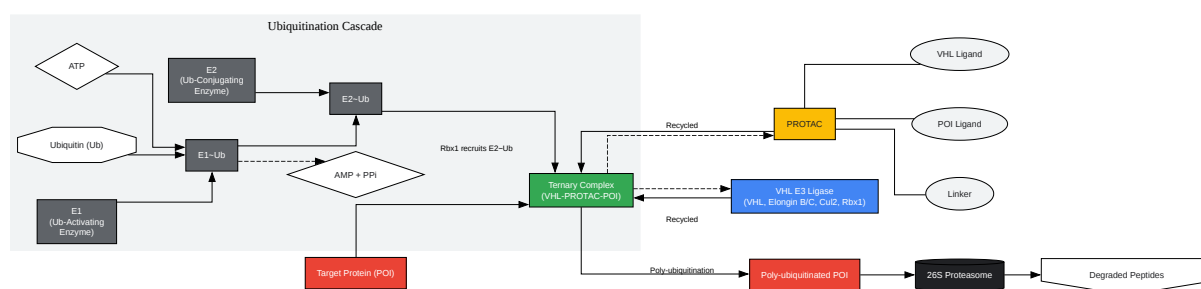 Ubiquitination Cascade
ATP
E2
(Ub-Conjugating
Enzyme)
E2~Ub
Ubiquitin (Ub)
E1~Ub
AMP + PPi
Rbx1 recruits E2~Ub
E1
(Ub-Activating
Enzyme)
Target Protein (POI)
Ternary Complex
(VHL-PROTAC-POI)
Recycled
PROTAC
VHL Ligand
POI Ligand
Linker
VHL E3 Ligase
(VHL, Elongin B/C, Cul2, Rbx1)
Recycled
Poly-ubiquitination
Poly-ubiquitinated POI
26S Proteasome
Degraded Peptides